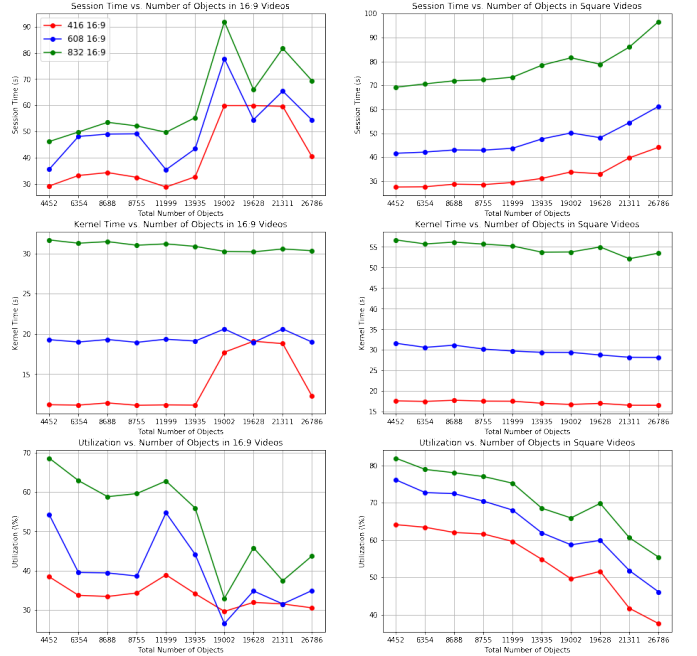 Session Time vs. Number of Objects in 16:9 Videos
Session Time (s)
90
80
70
60
50
40
30
416 16:9
608 16:9
832 16:9
4452 6354 8688 8755 11999 13935 19002 19628 21311 26786
Total Number of Objects
Session Time vs. Number of Objects in Square Videos
Session Time (s)
100
90
80
70
60
50
40
30
4452 6354 8688 8755 11999 13935 19002 19628 21311 26786
Total Number of Objects
Kernel Time vs. Number of Objects in 16:9 Videos
Kernel Time (s)
30
25
20
15
4452 6354 8688 8755 11999 13935 19002 19628 21311 26786
Total Number of Objects
Kernel Time vs. Number of Objects in Square Videos
Kernel Time (s)
55
50
45
40
35
30
25
20
15
4452 6354 8688 8755 11999 13935 19002 19628 21311 26786
Total Number of Objects
Utilization vs. Number of Objects in 16:9 Videos
Utilization (\%)
70
60
50
40
30
4452 6354 8688 8755 11999 13935 19002 19628 21311 26786
Total Number of Objects
Utilization vs. Number of Objects in Square Videos
Utilization (\%)
80
70
60
50
40
4452 6354 8688 8755 11999 13935 19002 19628 21311 26786
Total Number of Objects